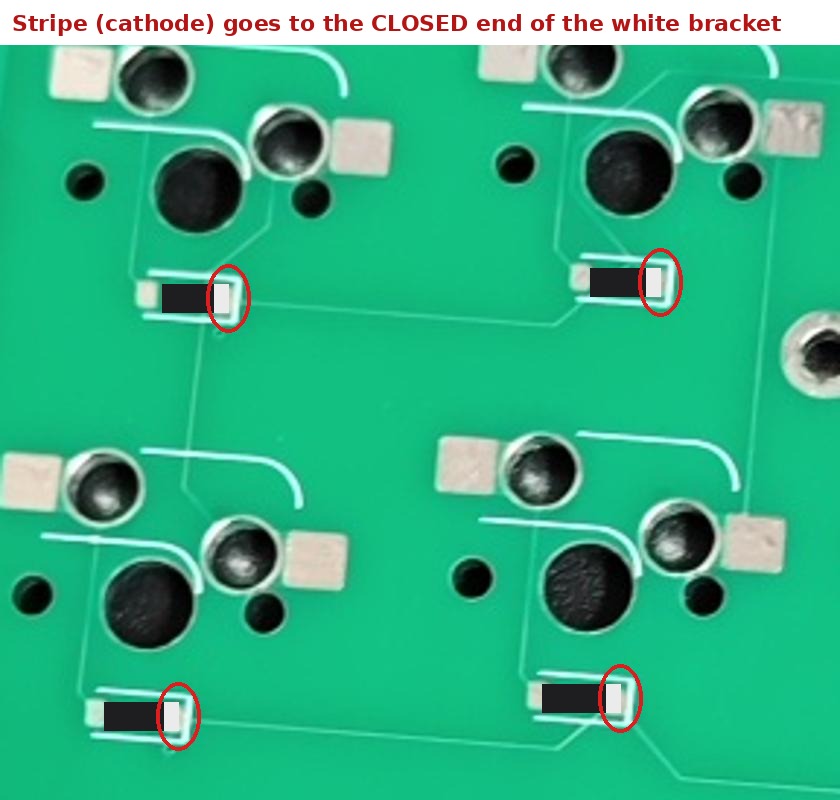 Stripe (cathode) goes to the CLOSED end of the white bracket